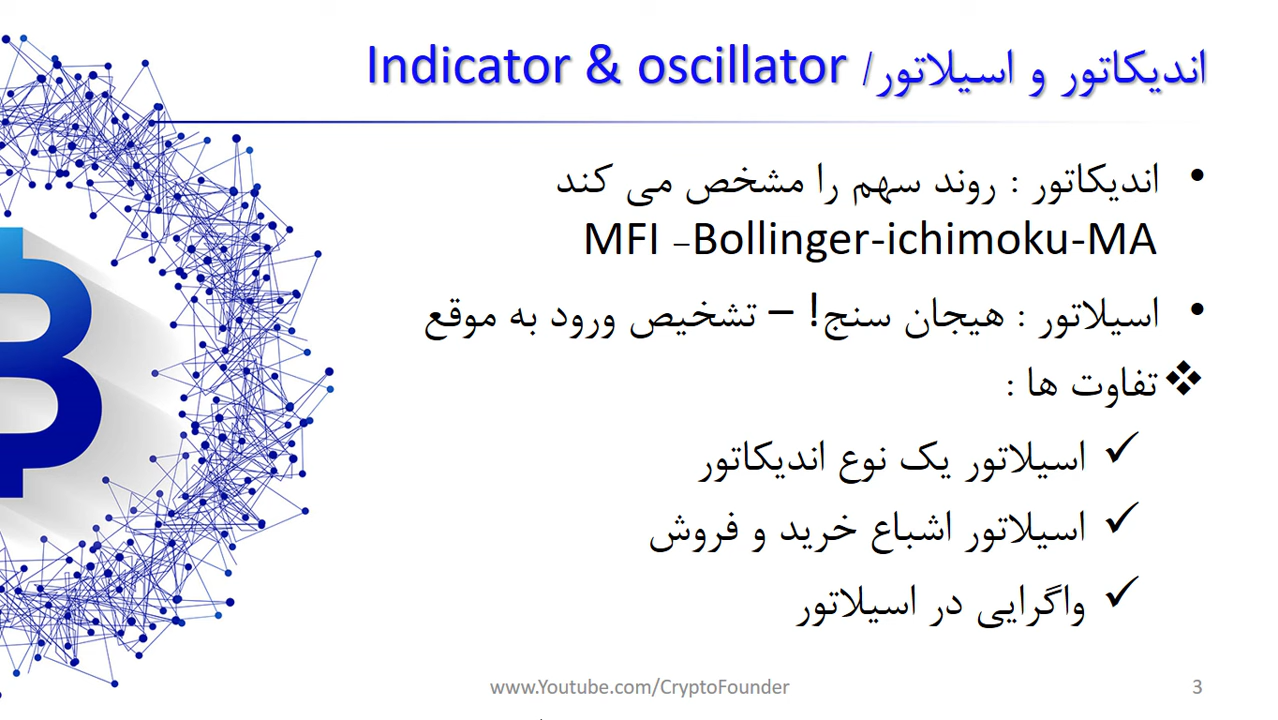 اندیکاتور و اسیلاتور/ Indicator & oscillator
• اندیکاتور : روند سهم را مشخص می کند
MFI –Bollinger-ichimoku-MA
• اسیلاتور : هیجان سنج! – تشخیص ورود به موقع
❖ تفاوت ها :
✓ اسیلاتور یک نوع اندیکاتور
✓ اسیلاتور اشباع خرید و فروش
✓ واگرایی در اسیلاتور
www.Youtube.com/CryptoFounder
3